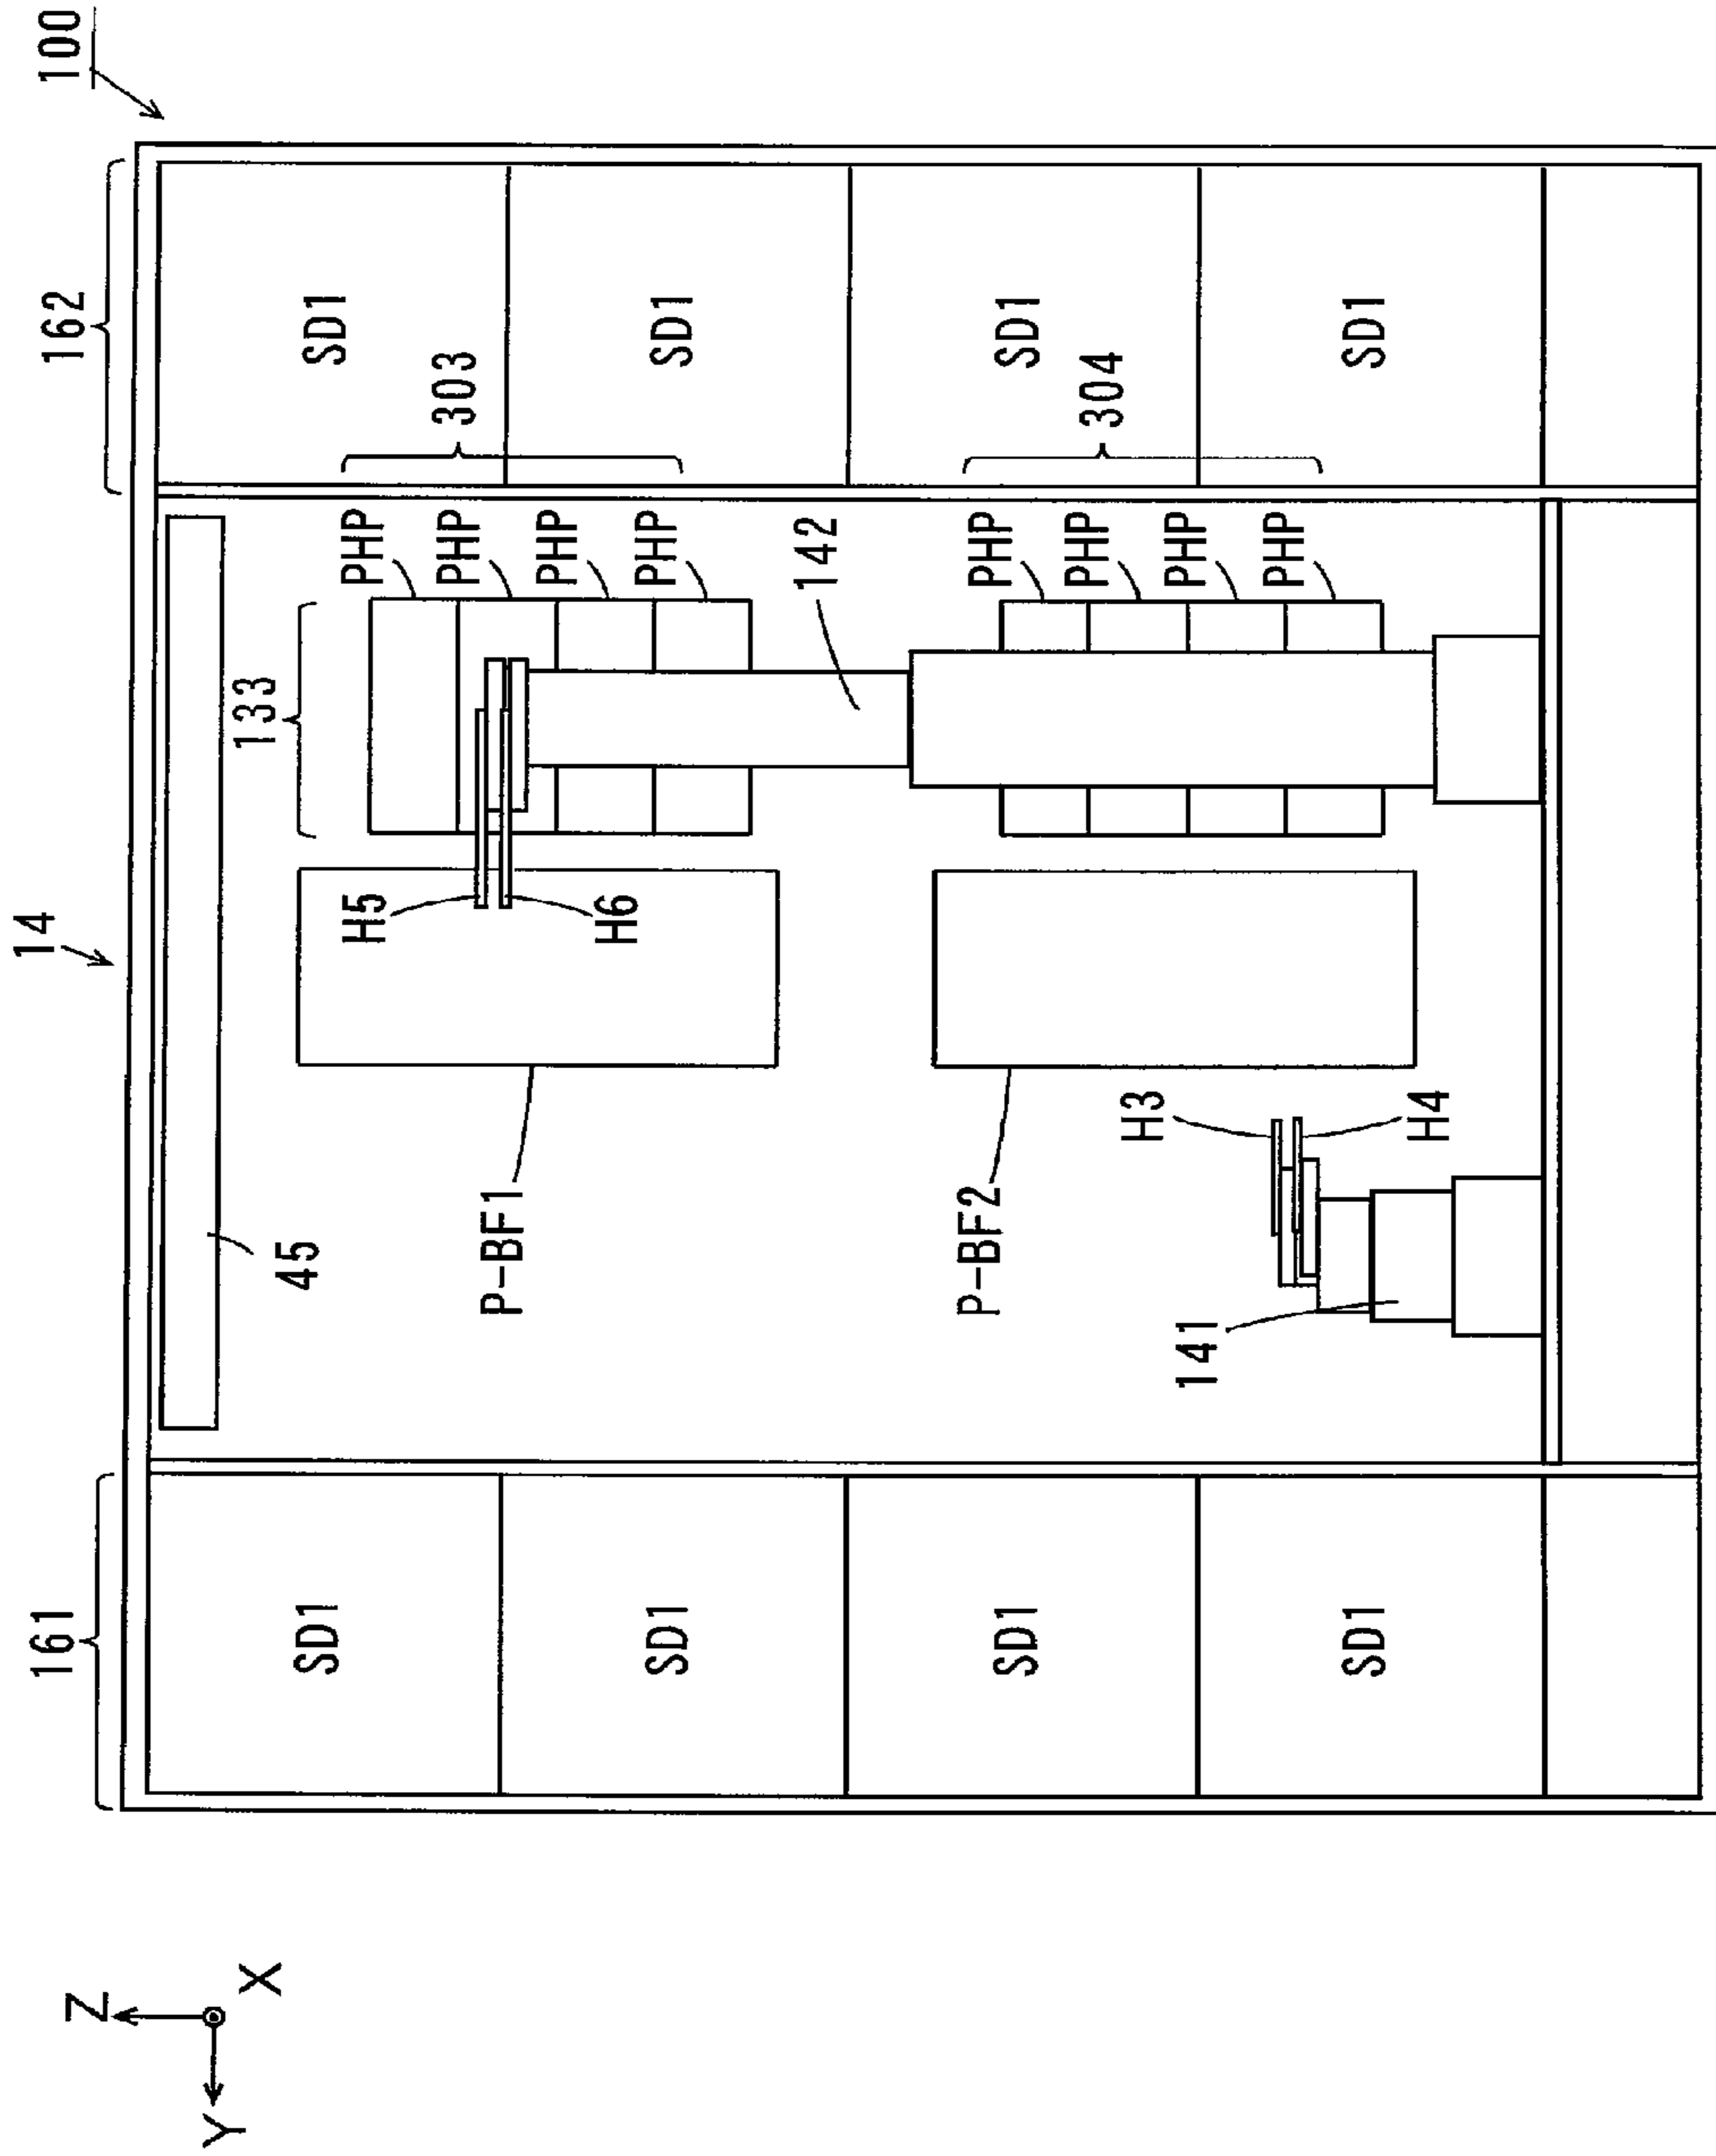 14
161
162
100
Z
Y
X
133
45
SD1
SD1
H5
PHP
303
PHP
PHP
PHP
P-BF1
H6
SD1
SD1
142
P-BF2
SD1
SD1
PHP
304
PHP
PHP
PHP
H3
141
H4
SD1
SD1